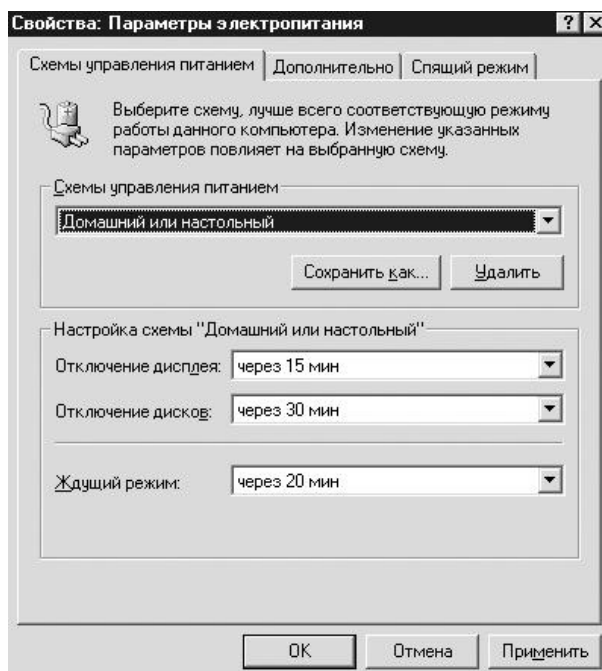 Свойства: Параметры электропитания
Схемы управления питанием Дополнительно Спящий режим
Выберите схему, лучше всего соответствующую режиму
работы данного компьютера. Изменение указанных
параметров повлияет на выбранную схему.
Схемы управления питанием
Домашний или настольный
Сохранить как... Удалить
Настройка схемы "Домашний или настольный"
Отключение дисплея: через 15 мин
Отключение дисков: через 30 мин
Ждущий режим: через 20 мин
OK Отмена Применить